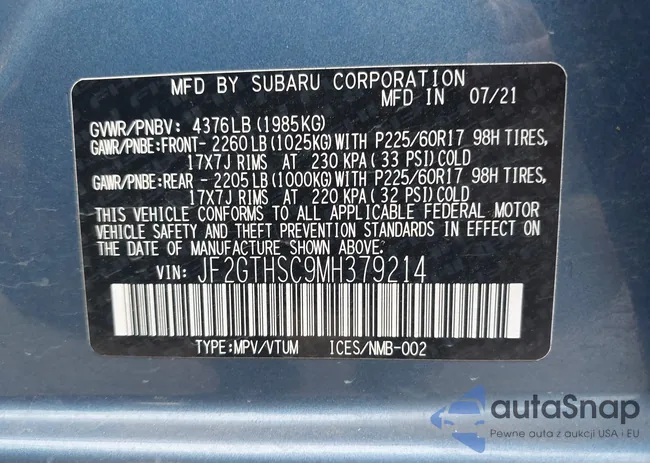 MFD BY SUBARU CORPORATION
MFD IN 07/21
GVWR/PNBV: 4376LB (1985KG)
GAWR/PNBE:FRONT- 2260LB (1025KG)WITH P225/60R17 98H TIRES,
17X7J RIMS AT 230 KPA( 33 PSI)COLD
GAWR/PNBE:REAR - 2205LB (1000KG)WITH P225/60R17 98H TIRES,
17X7J RIMS AT 220 KPA( 32 PSI)COLD
THIS VEHICLE CONFORMS TO ALL APPLICABLE FEDERAL MOTOR
VEHICLE SAFETY AND THEFT PREVENTION STANDARDS IN EFFECT ON
THE DATE OF MANUFACTURE SHOWN ABOVE.
VIN: JF2GTHSC9MH379214
TYPE:MPV/VTUM ICES/NMB-002
autaSnap
Pewne auta z aukcji USA i EU